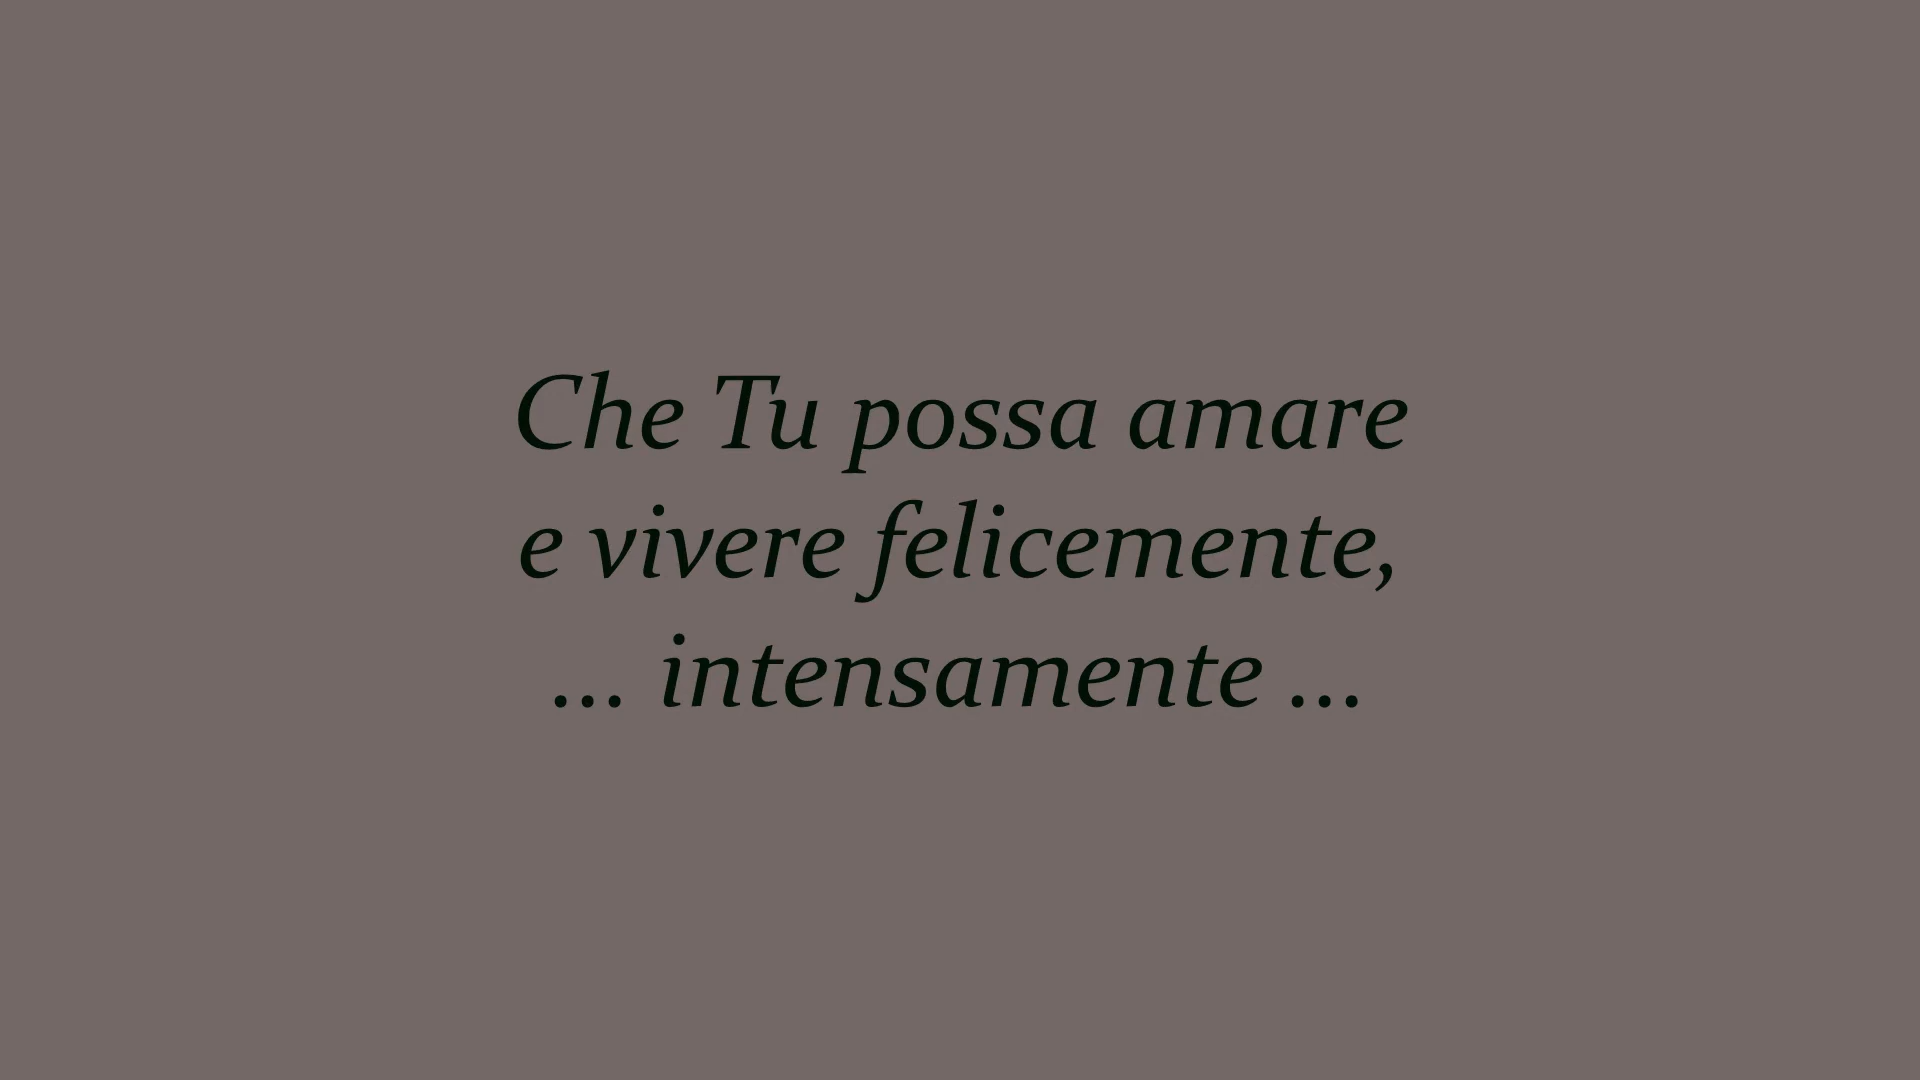 Che Tu possa amare
e vivere felicemente,
... intensamente ...